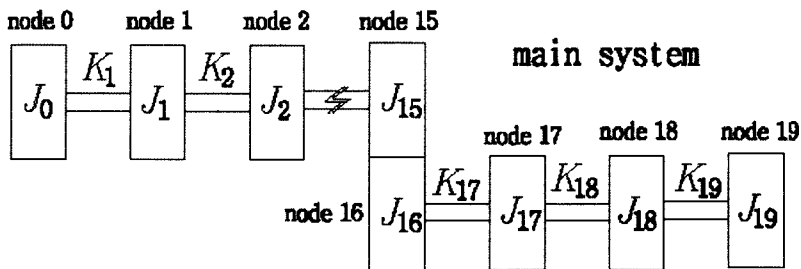 node 0 node 1 node 2 node 15
main system
K1 K2
J0 J1 J2 J15
node 17 node 18 node 19
K17 K18 K19
node 16 J16 J17 J18 J19